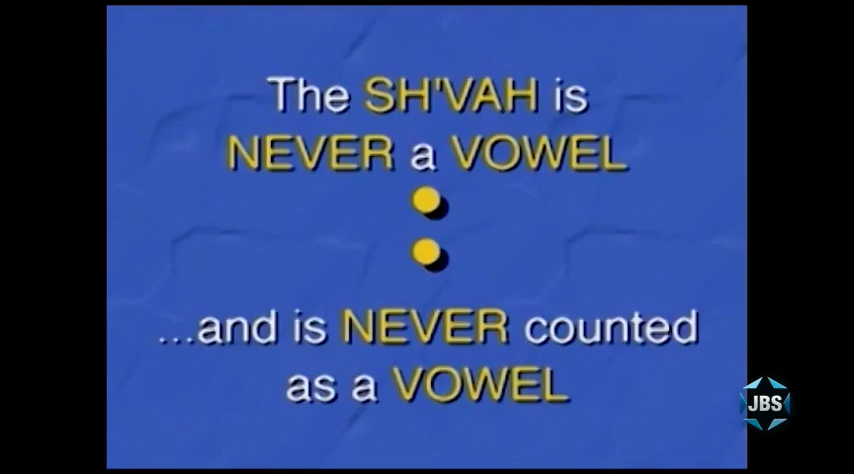 The SH'VAH is
NEVER a VOWEL
...and is NEVER counted
as a VOWEL
JBS